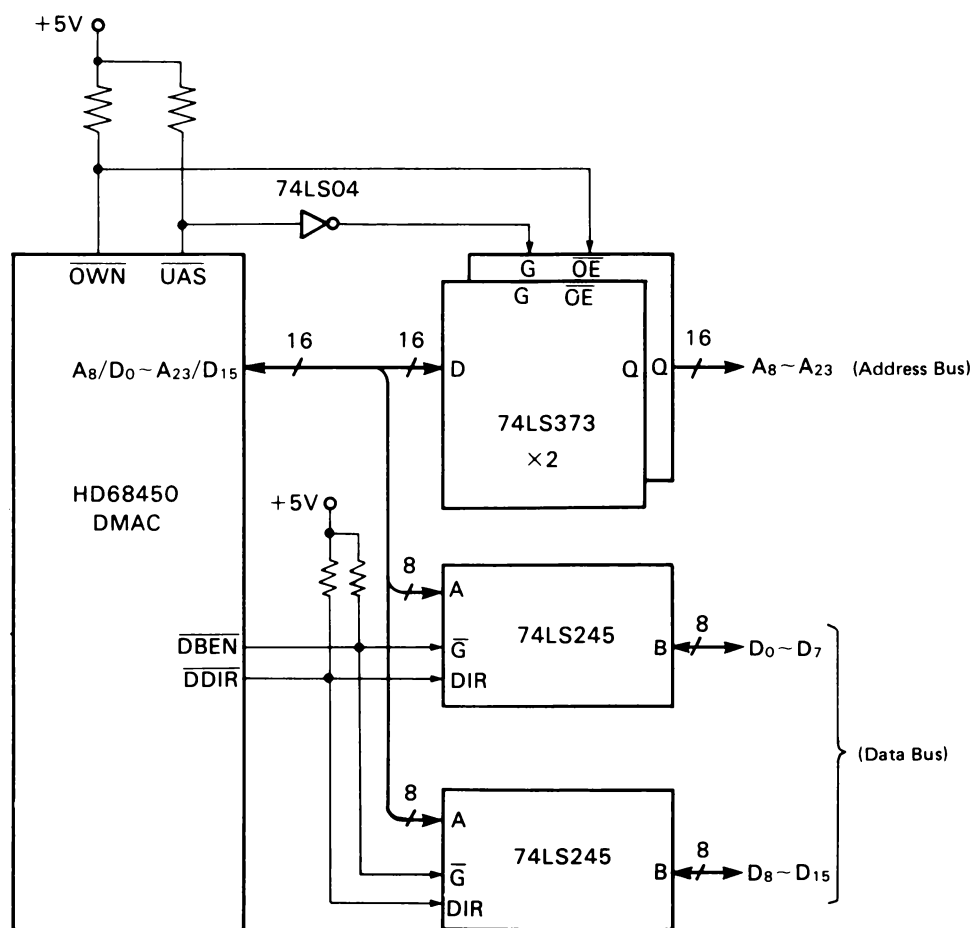 +5V
74LS04
OWN UAS
G OE
G OE
16 16 16
A8/D0~A23/D15 D Q Q A8~A23 (Address Bus)
74LS373
×2
HD68450
DMAC
+5V
8
A
74LS245
8
DBEN G B D0~D7
DDIR DIR
(Data Bus)
8
A
74LS245
8
G B D8~D15
DIR